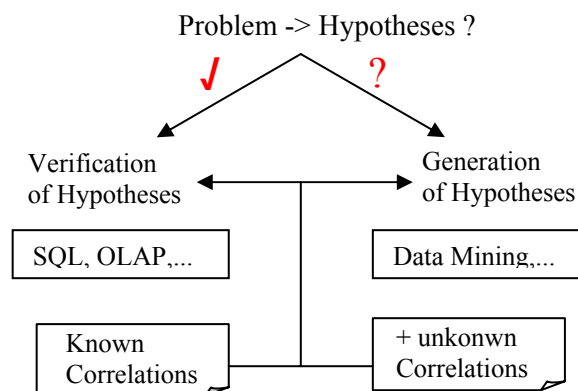 Problem -> Hypotheses ?
√
?
Verification
of Hypotheses
Generation
of Hypotheses
SQL, OLAP,...
Data Mining,...
Known
Correlations
+ unkonwn
Correlations